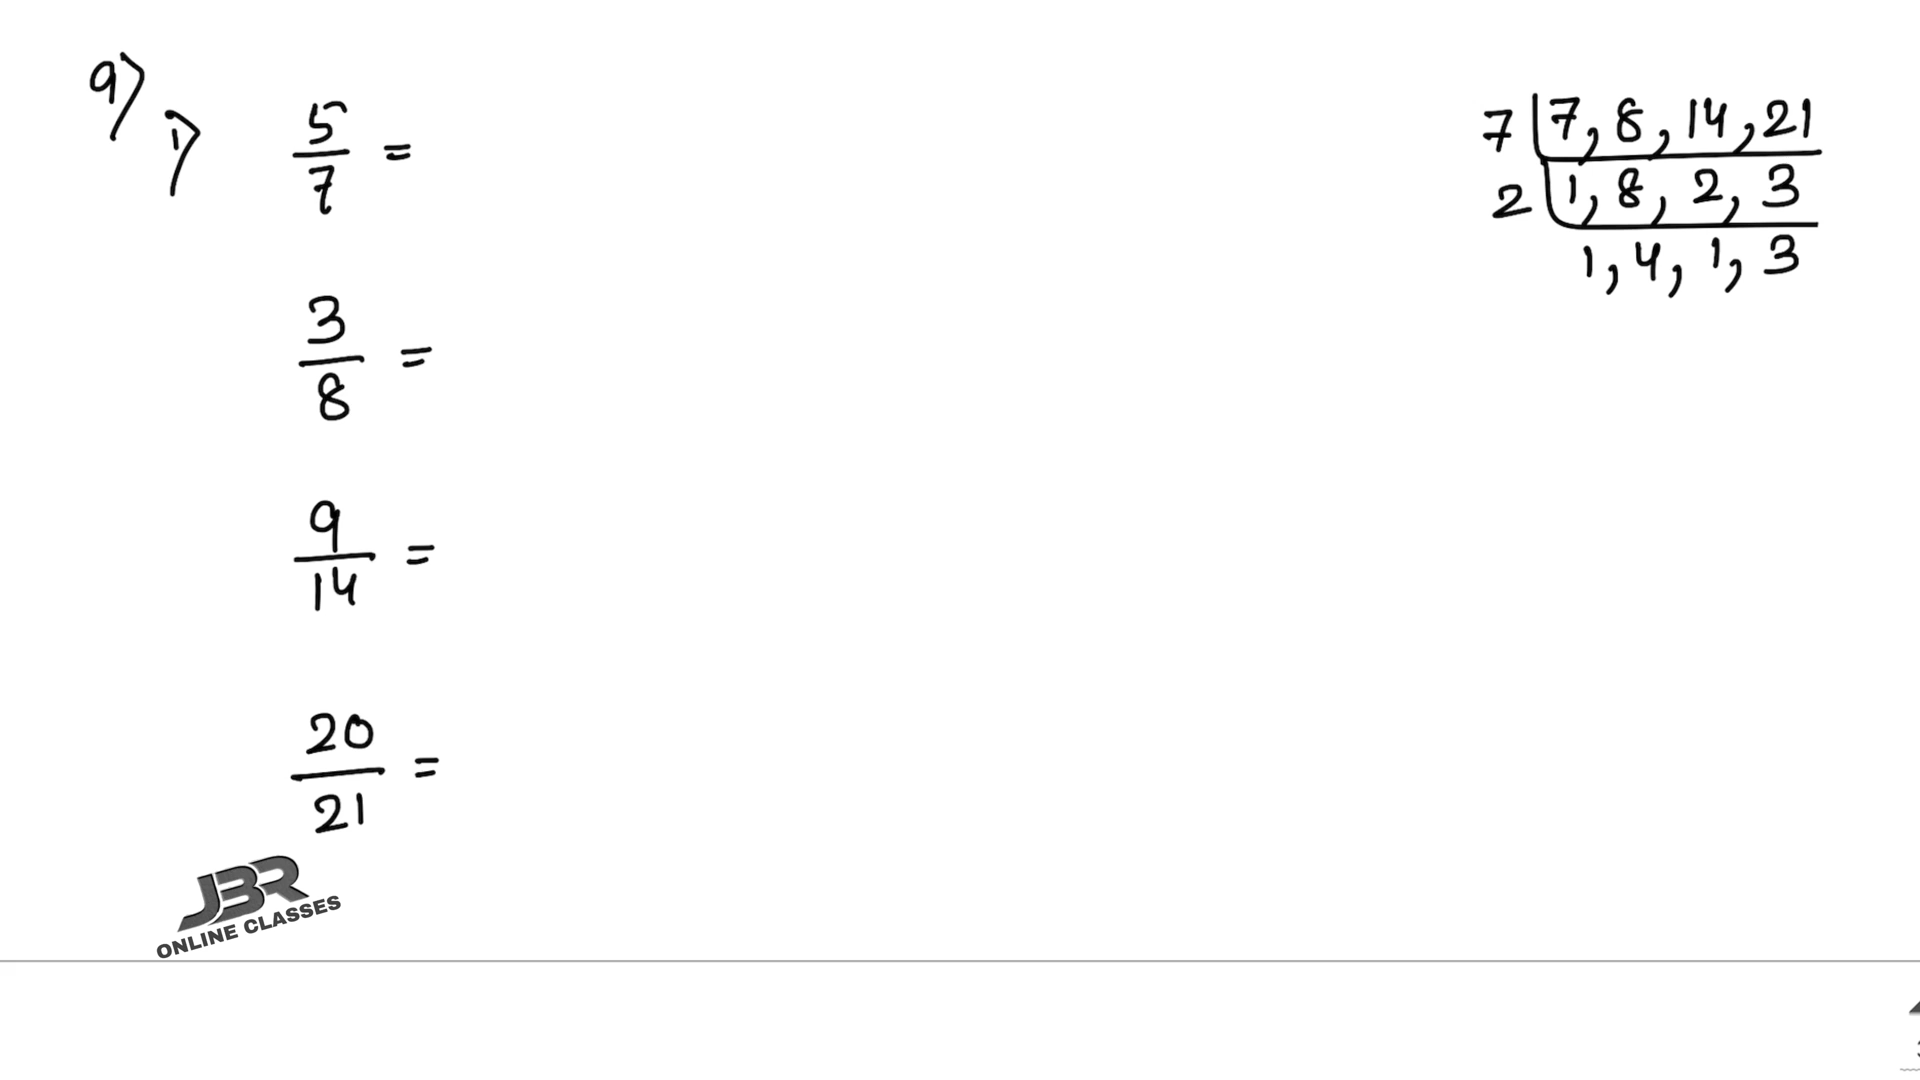 9)
i)
5/7 =
3/8 =
9/14 =
20/21 =
7 | 7, 8, 14, 21
2 | 1, 8, 2, 3
1, 4, 1, 3
JBR
ONLINE CLASSES